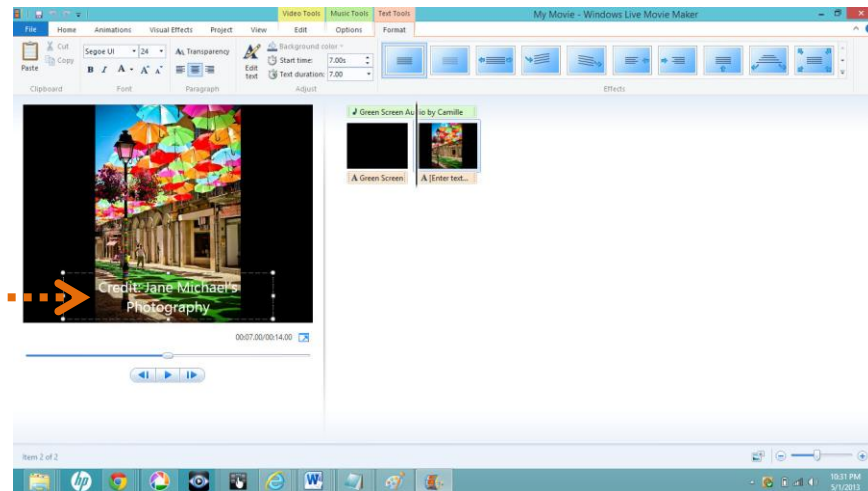 Video Tools Music Tools Text Tools My Movie - Windows Live Movie Maker
File Home Animations Visual Effects Project View Edit Options Format
Paste
Cut
Copy
Clipboard
Segoe UI 24
B I A A A
Font
Transparency
Paragraph
Edit text
Background color
Start time: 7.00s
Text duration: 7.00
Adjust
Effects
Green Screen Audio by Camille
A Green Screen A [Enter text...
Credit: Jane Michael's
Photography
00:07.00/00:14.00
Item 2 of 2
10:31 PM
5/1/2013